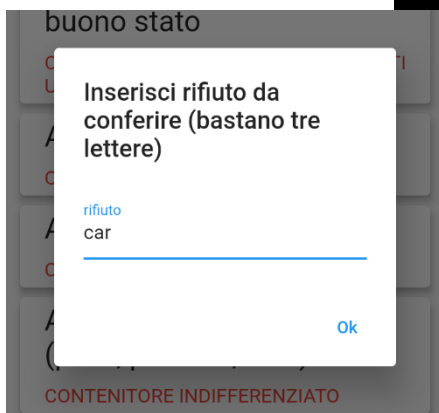 buono stato
Inserisci rifiuto da
conferire (bastano tre
lettere)
rifiuto
car
Ok
CONTENITORE INDIFFERENZIATO